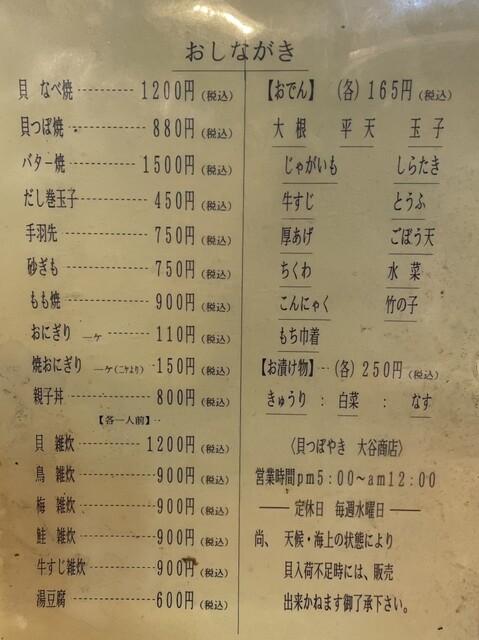 おしながき
貝 なべ焼 ---------- 1200円 (税込)
貝つぼ焼 ---------- 880円 (税込)
バター焼 ---------- 1500円 (税込)
だし巻玉子 ---------- 450円 (税込)
手羽先 ---------- 750円 (税込)
砂ぎも ---------- 750円 (税込)
もも焼 ---------- 900円 (税込)
おにぎり 一ケ ---------- 110円 (税込)
焼おにぎり 一ケ(二ケより) ---- 150円 (税込)
親子丼 ---------- 800円 (税込)
【各一人前】
貝 雑炊 ---------- 1200円 (税込)
鳥 雑炊 ---------- 900円 (税込)
梅 雑炊 ---------- 900円 (税込)
鮭 雑炊 ---------- 900円 (税込)
牛すじ雑炊 ---------- 900円 (税込)
湯豆腐 ---------- 600円 (税込)
【おでん】 (各) 165円 (税込)
大根 平天 玉子
じゃがいも しらたき
牛すじ とうふ
厚あげ ごぼう天
ちくわ 水菜
こんにゃく 竹の子
もち巾着
【お漬け物】 (各) 250円 (税込)
きゅうり : 白菜 : なす
〈貝つぼやき 大谷商店〉
営業時間pm5:00~am12:00
―― 定休日 毎週水曜日 ――
尚、 天候・海上の状態により
貝入荷不足時には、販売
出来かねます御了承下さい。